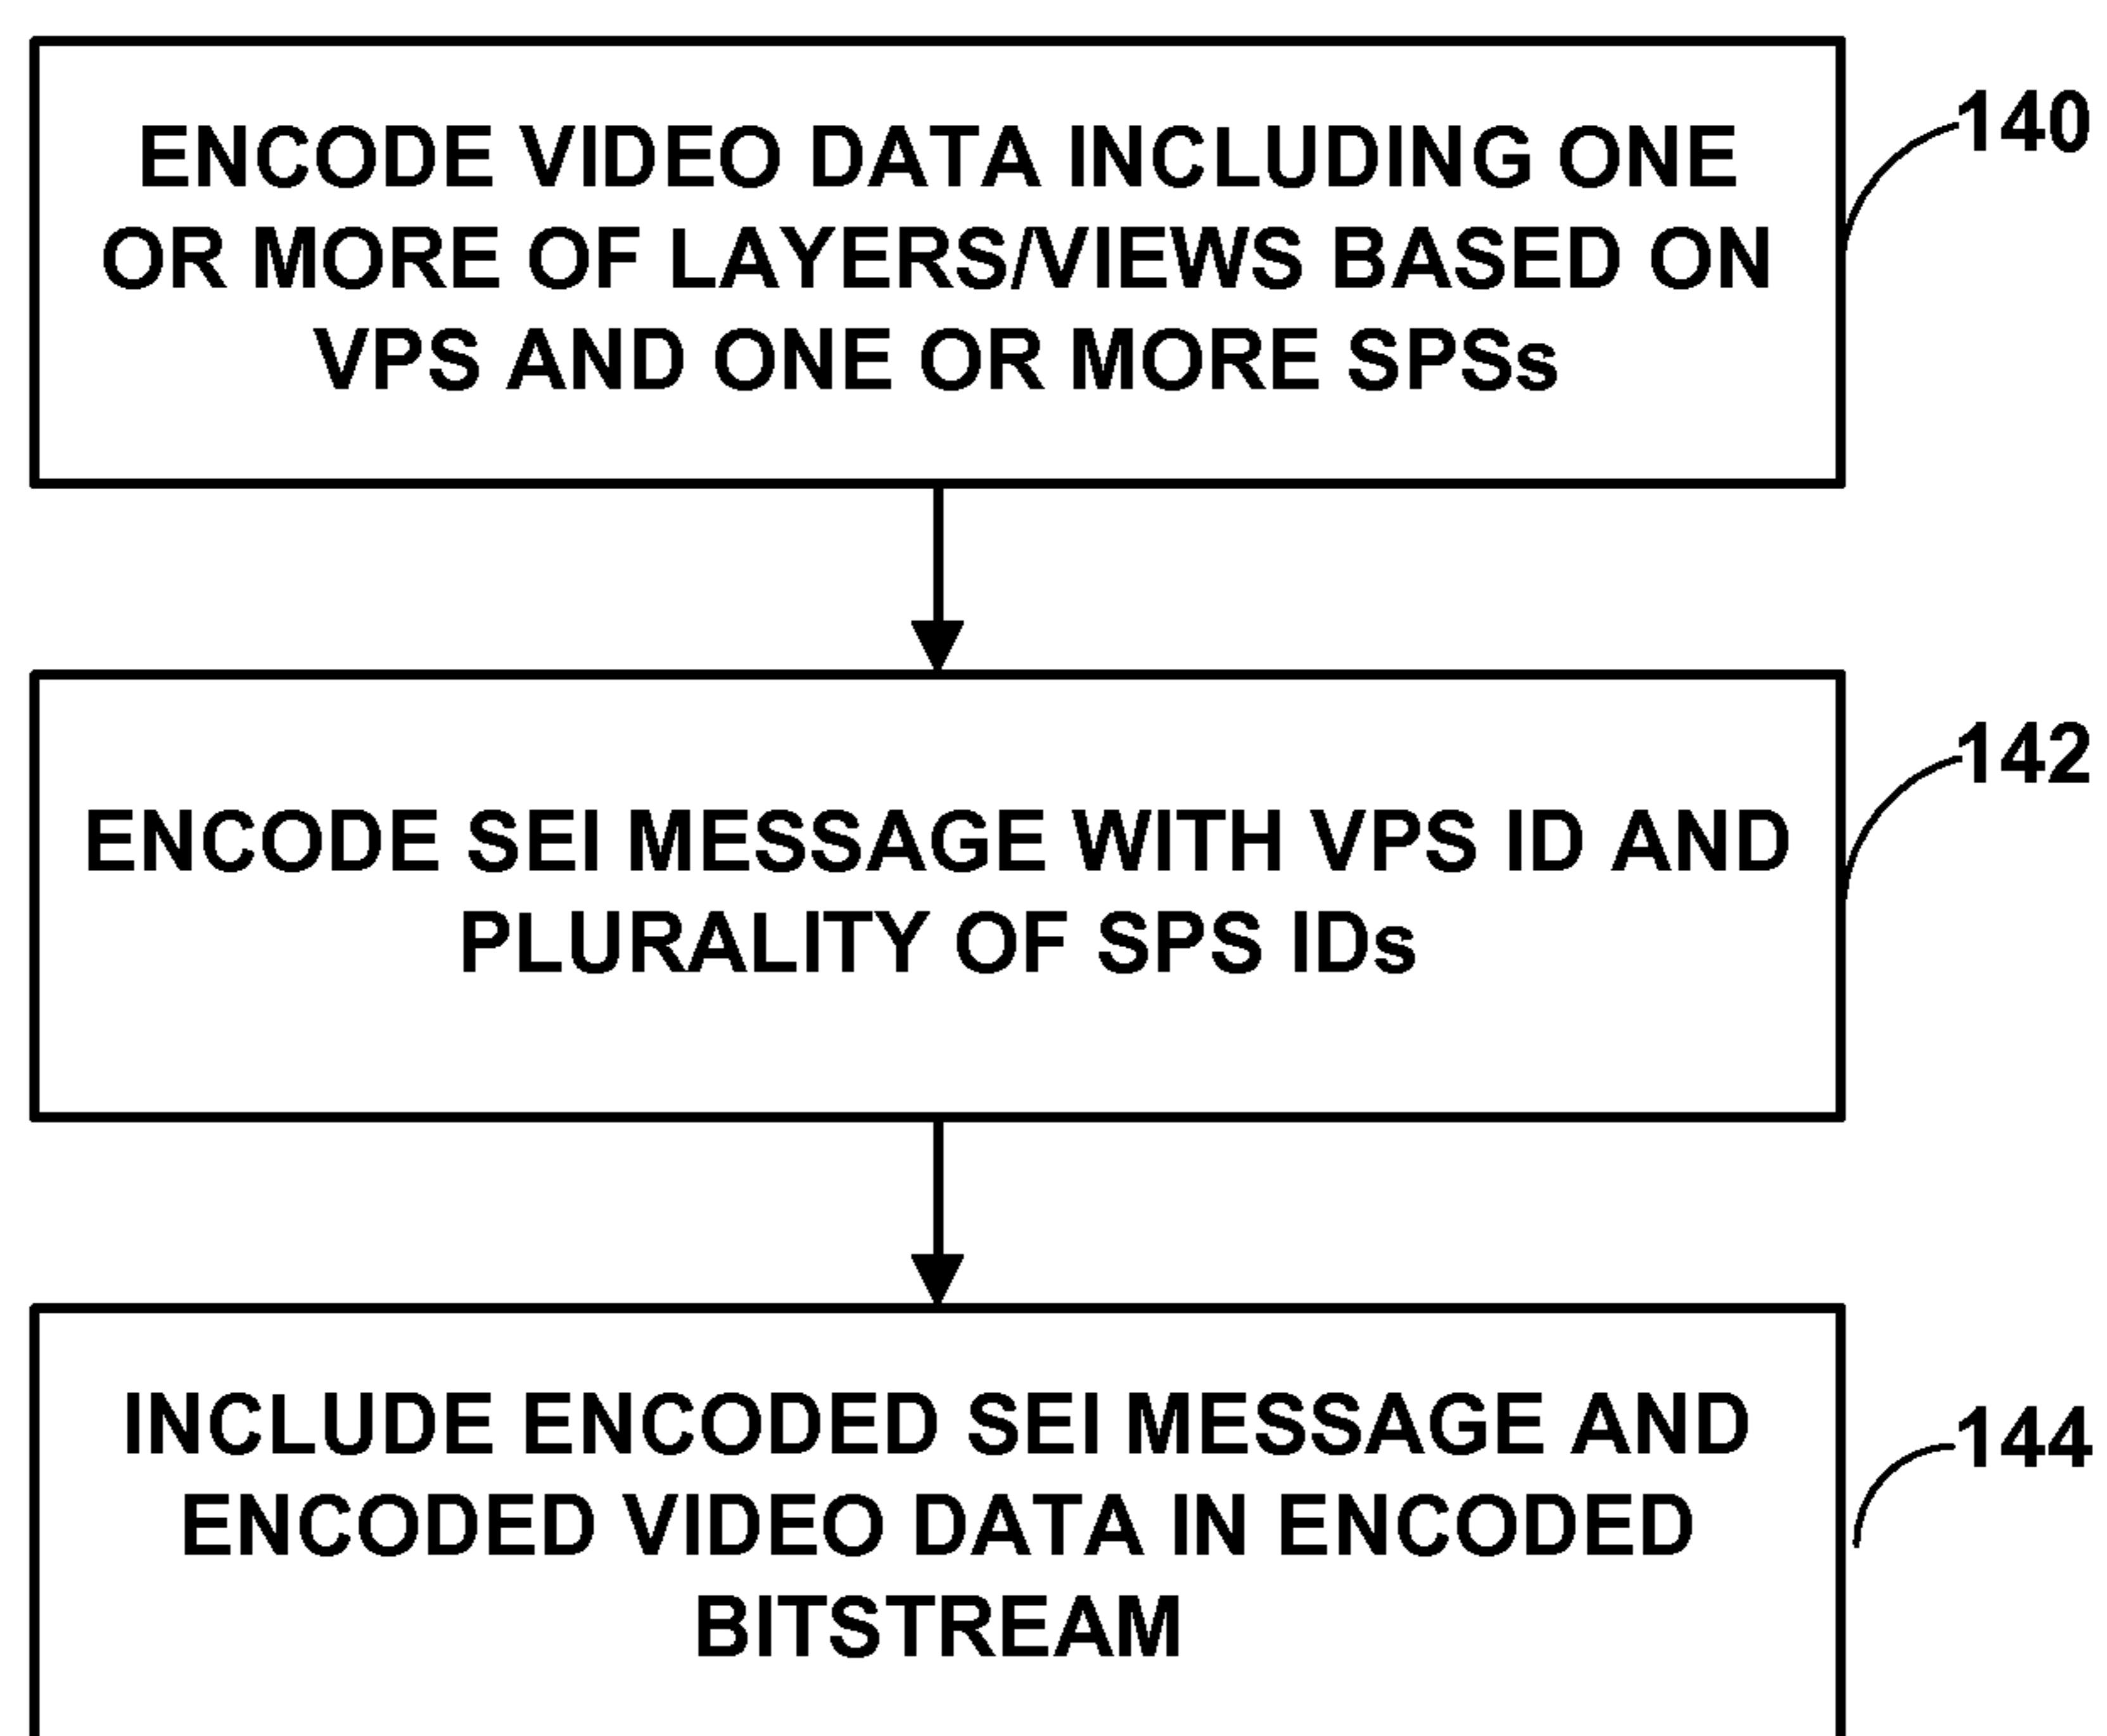 ENCODE VIDEO DATA INCLUDING ONE
OR MORE OF LAYERS/VIEWS BASED ON
VPS AND ONE OR MORE SPSs
140
ENCODE SEI MESSAGE WITH VPS ID AND
PLURALITY OF SPS IDs
142
INCLUDE ENCODED SEI MESSAGE AND
ENCODED VIDEO DATA IN ENCODED
BITSTREAM
144